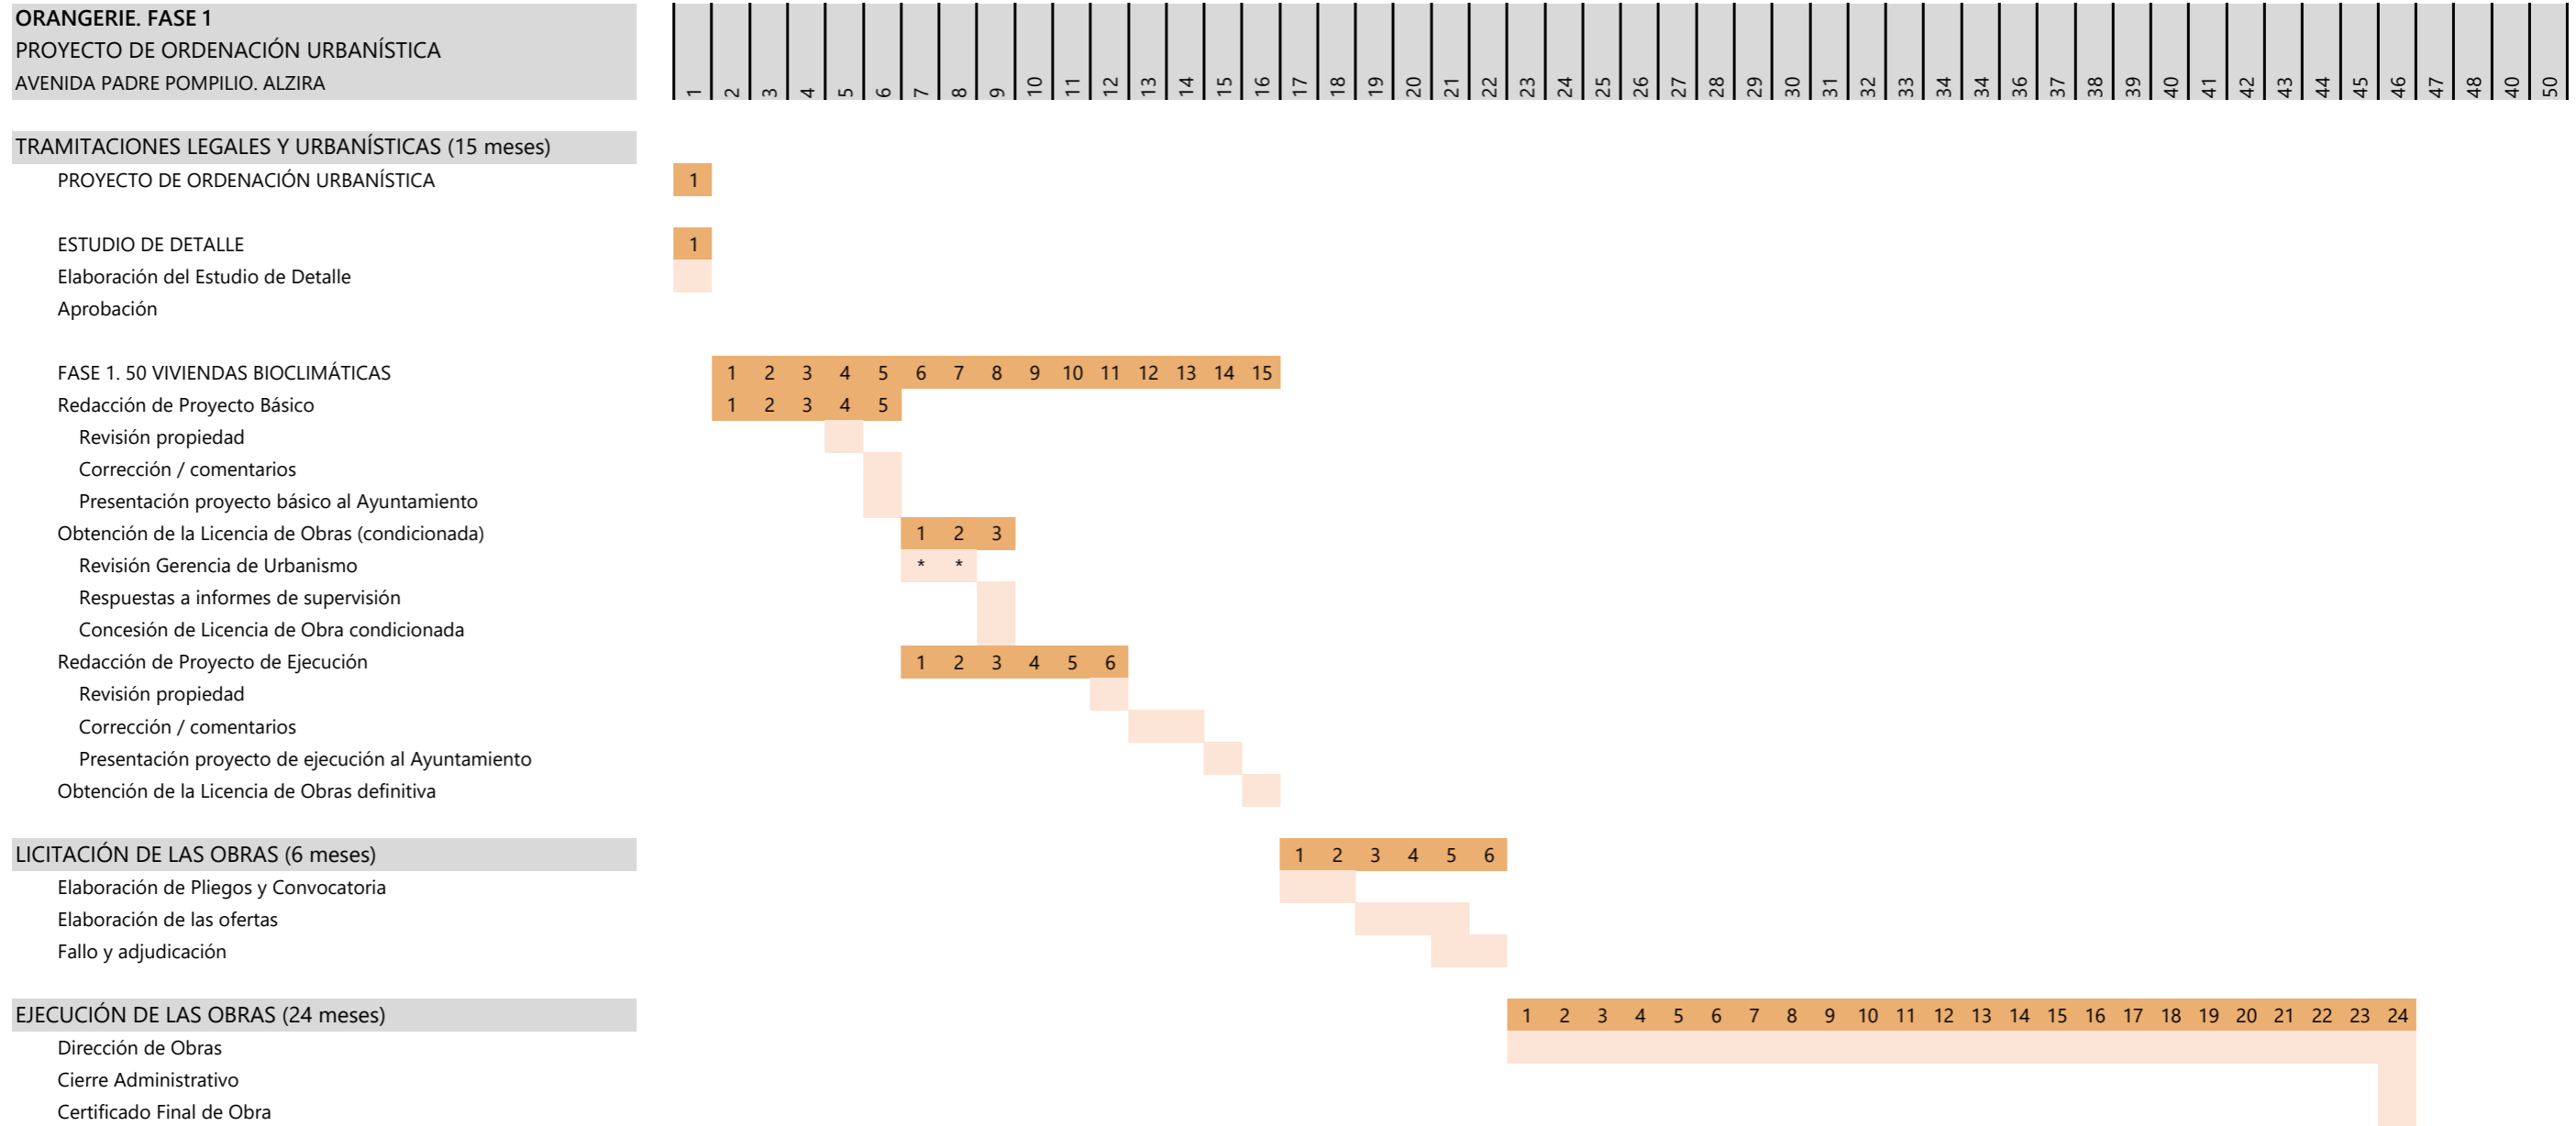 ORANGERIE. FASE 1
PROYECTO DE ORDENACIÓN URBANÍSTICA
AVENIDA PADRE POMPILIO. ALZIRA
1 2 3 4 5 6 7 8 9 10 11 12 13 14 15 16 17 18 19 20 21 22 23 24 25 26 27 28 29 30 31 32 33 34 34 36 37 38 39 40 41 42 43 44 45 46 47 48 40 50
TRAMITACIONES LEGALES Y URBANÍSTICAS (15 meses)
PROYECTO DE ORDENACIÓN URBANÍSTICA 1
ESTUDIO DE DETALLE 1
Elaboración del Estudio de Detalle
Aprobación
FASE 1. 50 VIVIENDAS BIOCLIMÁTICAS 1 2 3 4 5 6 7 8 9 10 11 12 13 14 15
Redacción de Proyecto Básico 1 2 3 4 5
Revisión propiedad
Corrección / comentarios
Presentación proyecto básico al Ayuntamiento
Obtención de la Licencia de Obras (condicionada) 1 2 3
Revisión Gerencia de Urbanismo * *
Respuestas a informes de supervisión
Concesión de Licencia de Obra condicionada
Redacción de Proyecto de Ejecución 1 2 3 4 5 6
Revisión propiedad
Corrección / comentarios
Presentación proyecto de ejecución al Ayuntamiento
Obtención de la Licencia de Obras definitiva
LICITACIÓN DE LAS OBRAS (6 meses) 1 2 3 4 5 6
Elaboración de Pliegos y Convocatoria
Elaboración de las ofertas
Fallo y adjudicación
EJECUCIÓN DE LAS OBRAS (24 meses) 1 2 3 4 5 6 7 8 9 10 11 12 13 14 15 16 17 18 19 20 21 22 23 24
Dirección de Obras
Cierre Administrativo
Certificado Final de Obra